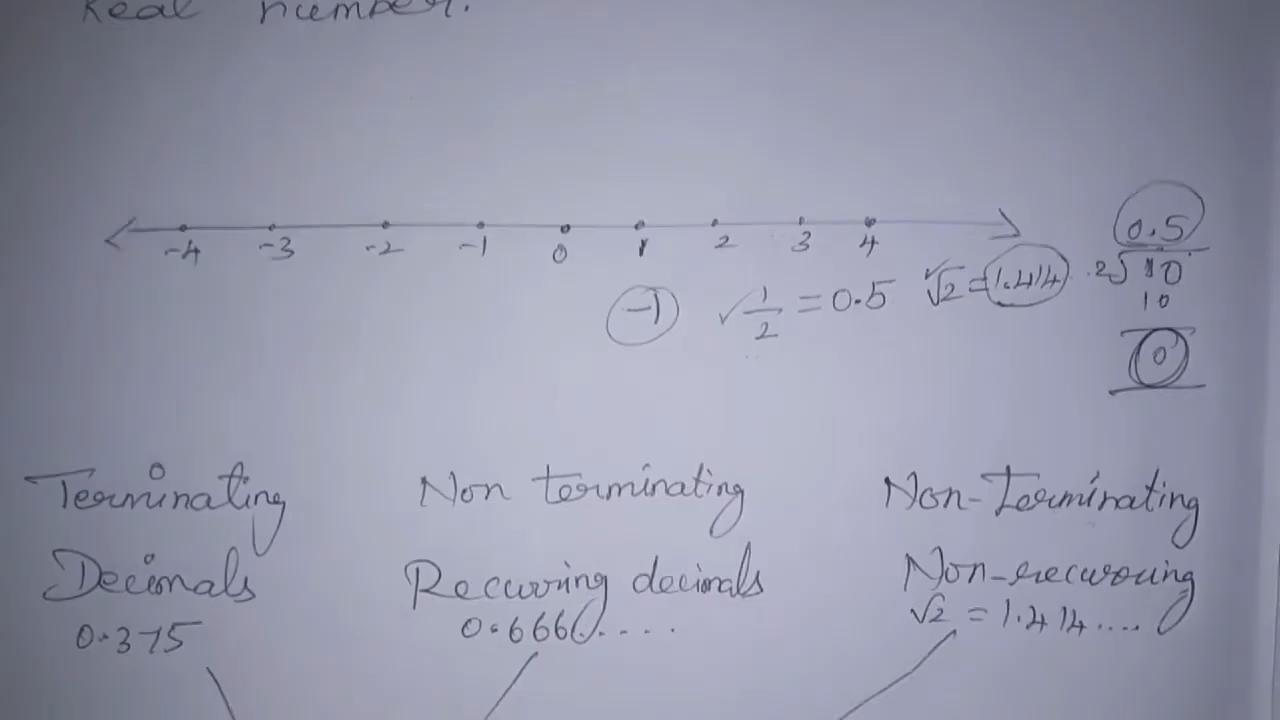 Real number.
-4 -3 -2 -1 0 1 2 3 4
-1 ✓1/2 = 0.5 √2 = 1.414
0.5
2√10
10
0
Terminating Non terminating Non-Terminating
Decimals Recurring decimals Non-recurring
0.375 0.666.... √2 = 1.414....